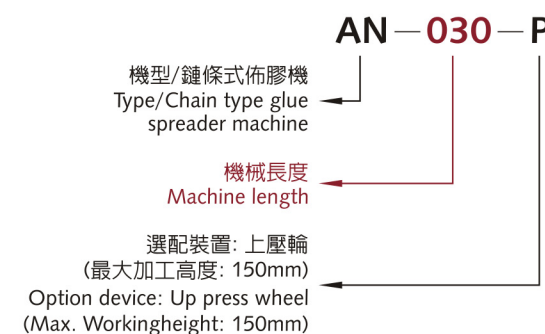 AN—030—P
機型/鏈條式佈膠機
Type/Chain type glue
spreader machine
機械長度
Machine length
選配裝置: 上壓輪
(最大加工高度: 150mm)
Option device: Up press wheel
(Max. Workingheight: 150mm)